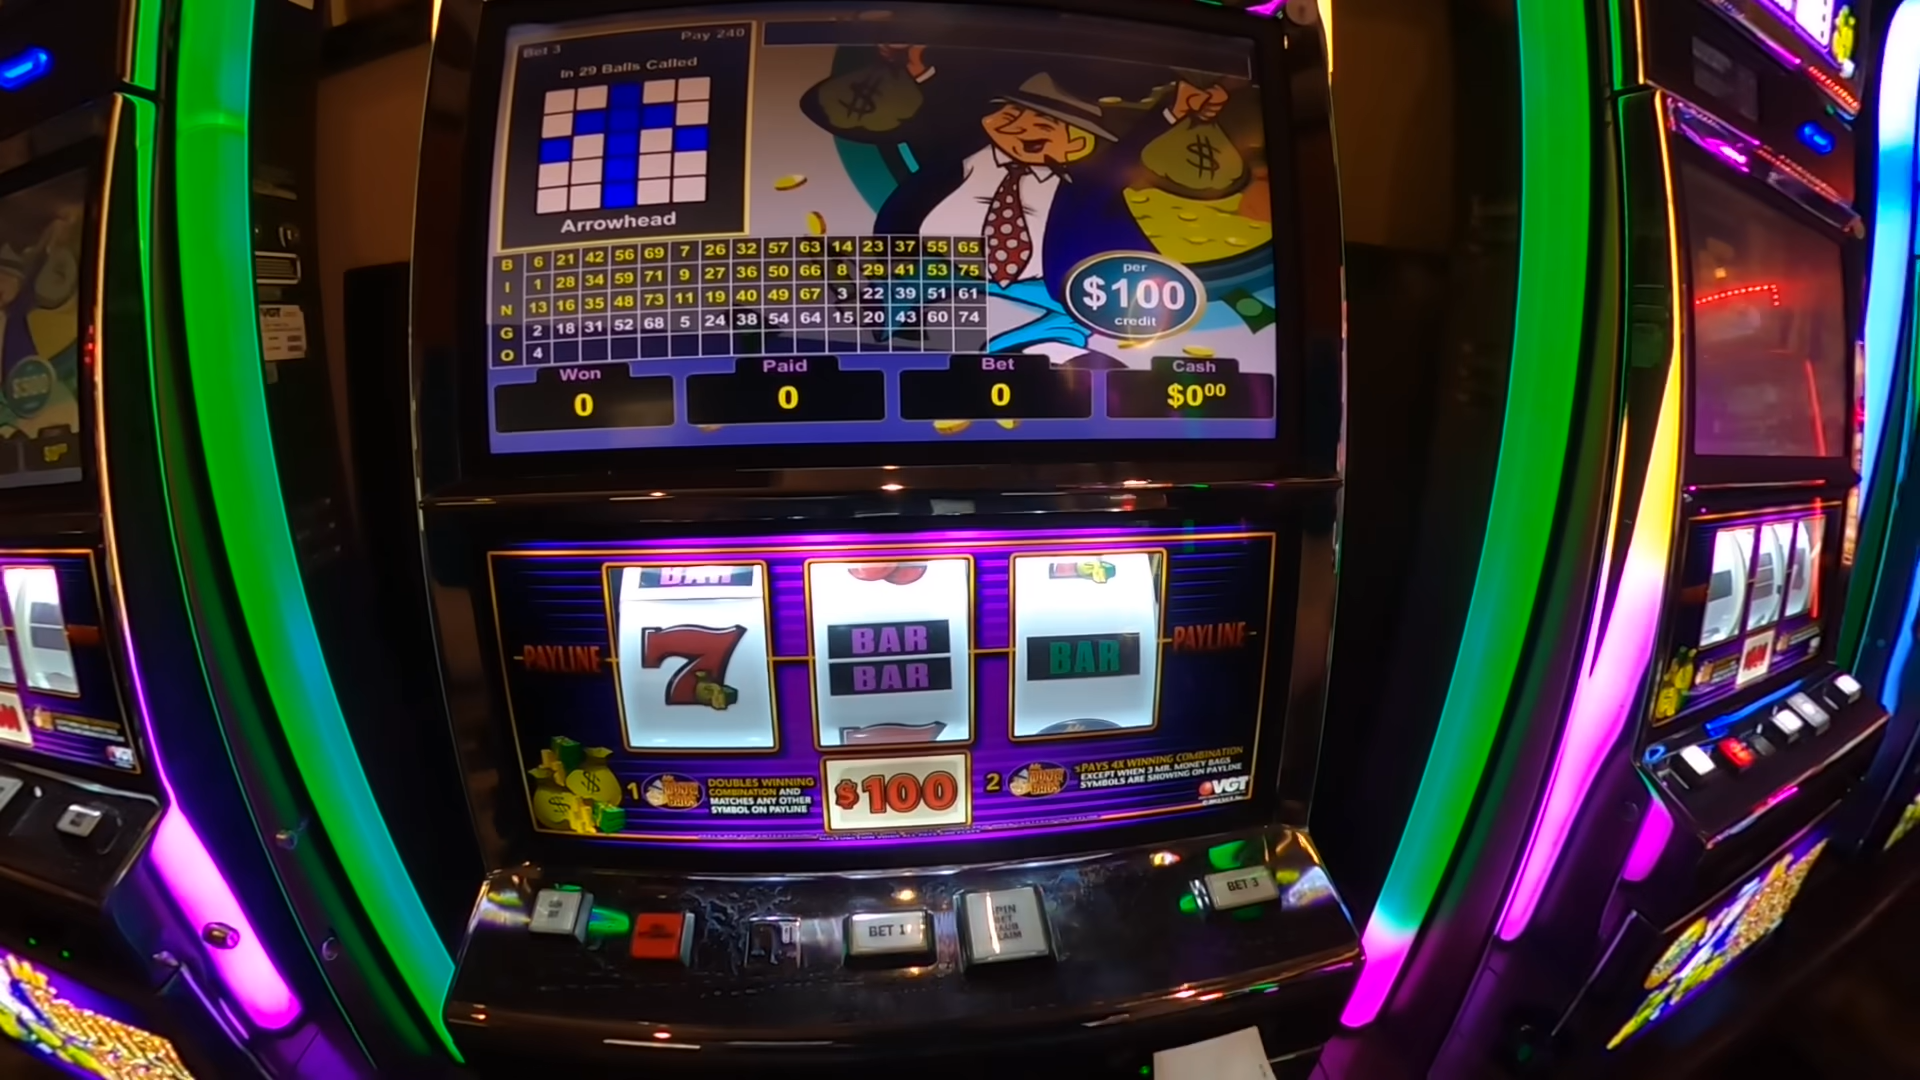 Bet 3 Pay 240
In 29 Balls Called
Arrowhead
B 6 21 42 56 69 7 26 32 57 63 14 23 37 55 65
I 1 28 34 59 71 9 27 36 50 66 8 29 41 53 75
N 13 16 35 48 73 11 19 40 49 67 3 22 39 51 61
G 2 18 31 52 68 5 24 38 54 64 15 20 43 60 74
O 4
per
$100
credit
Won Paid Bet Cash
0 0 0 $0⁰⁰
$ $
BAR
7 BAR BAR
BAR
PAYLINE PAYLINE
1 DOUBLES WINNING
COMBINATION AND
MATCHES ANY OTHER
SYMBOL ON PAYLINE
$100
2 PAYS 4X WINNING COMBINATION
EXCEPT WHEN 3 MR. MONEY BAGS
SYMBOLS ARE SHOWING ON PAYLINE
VGT
BET 1
BET 3
VGT